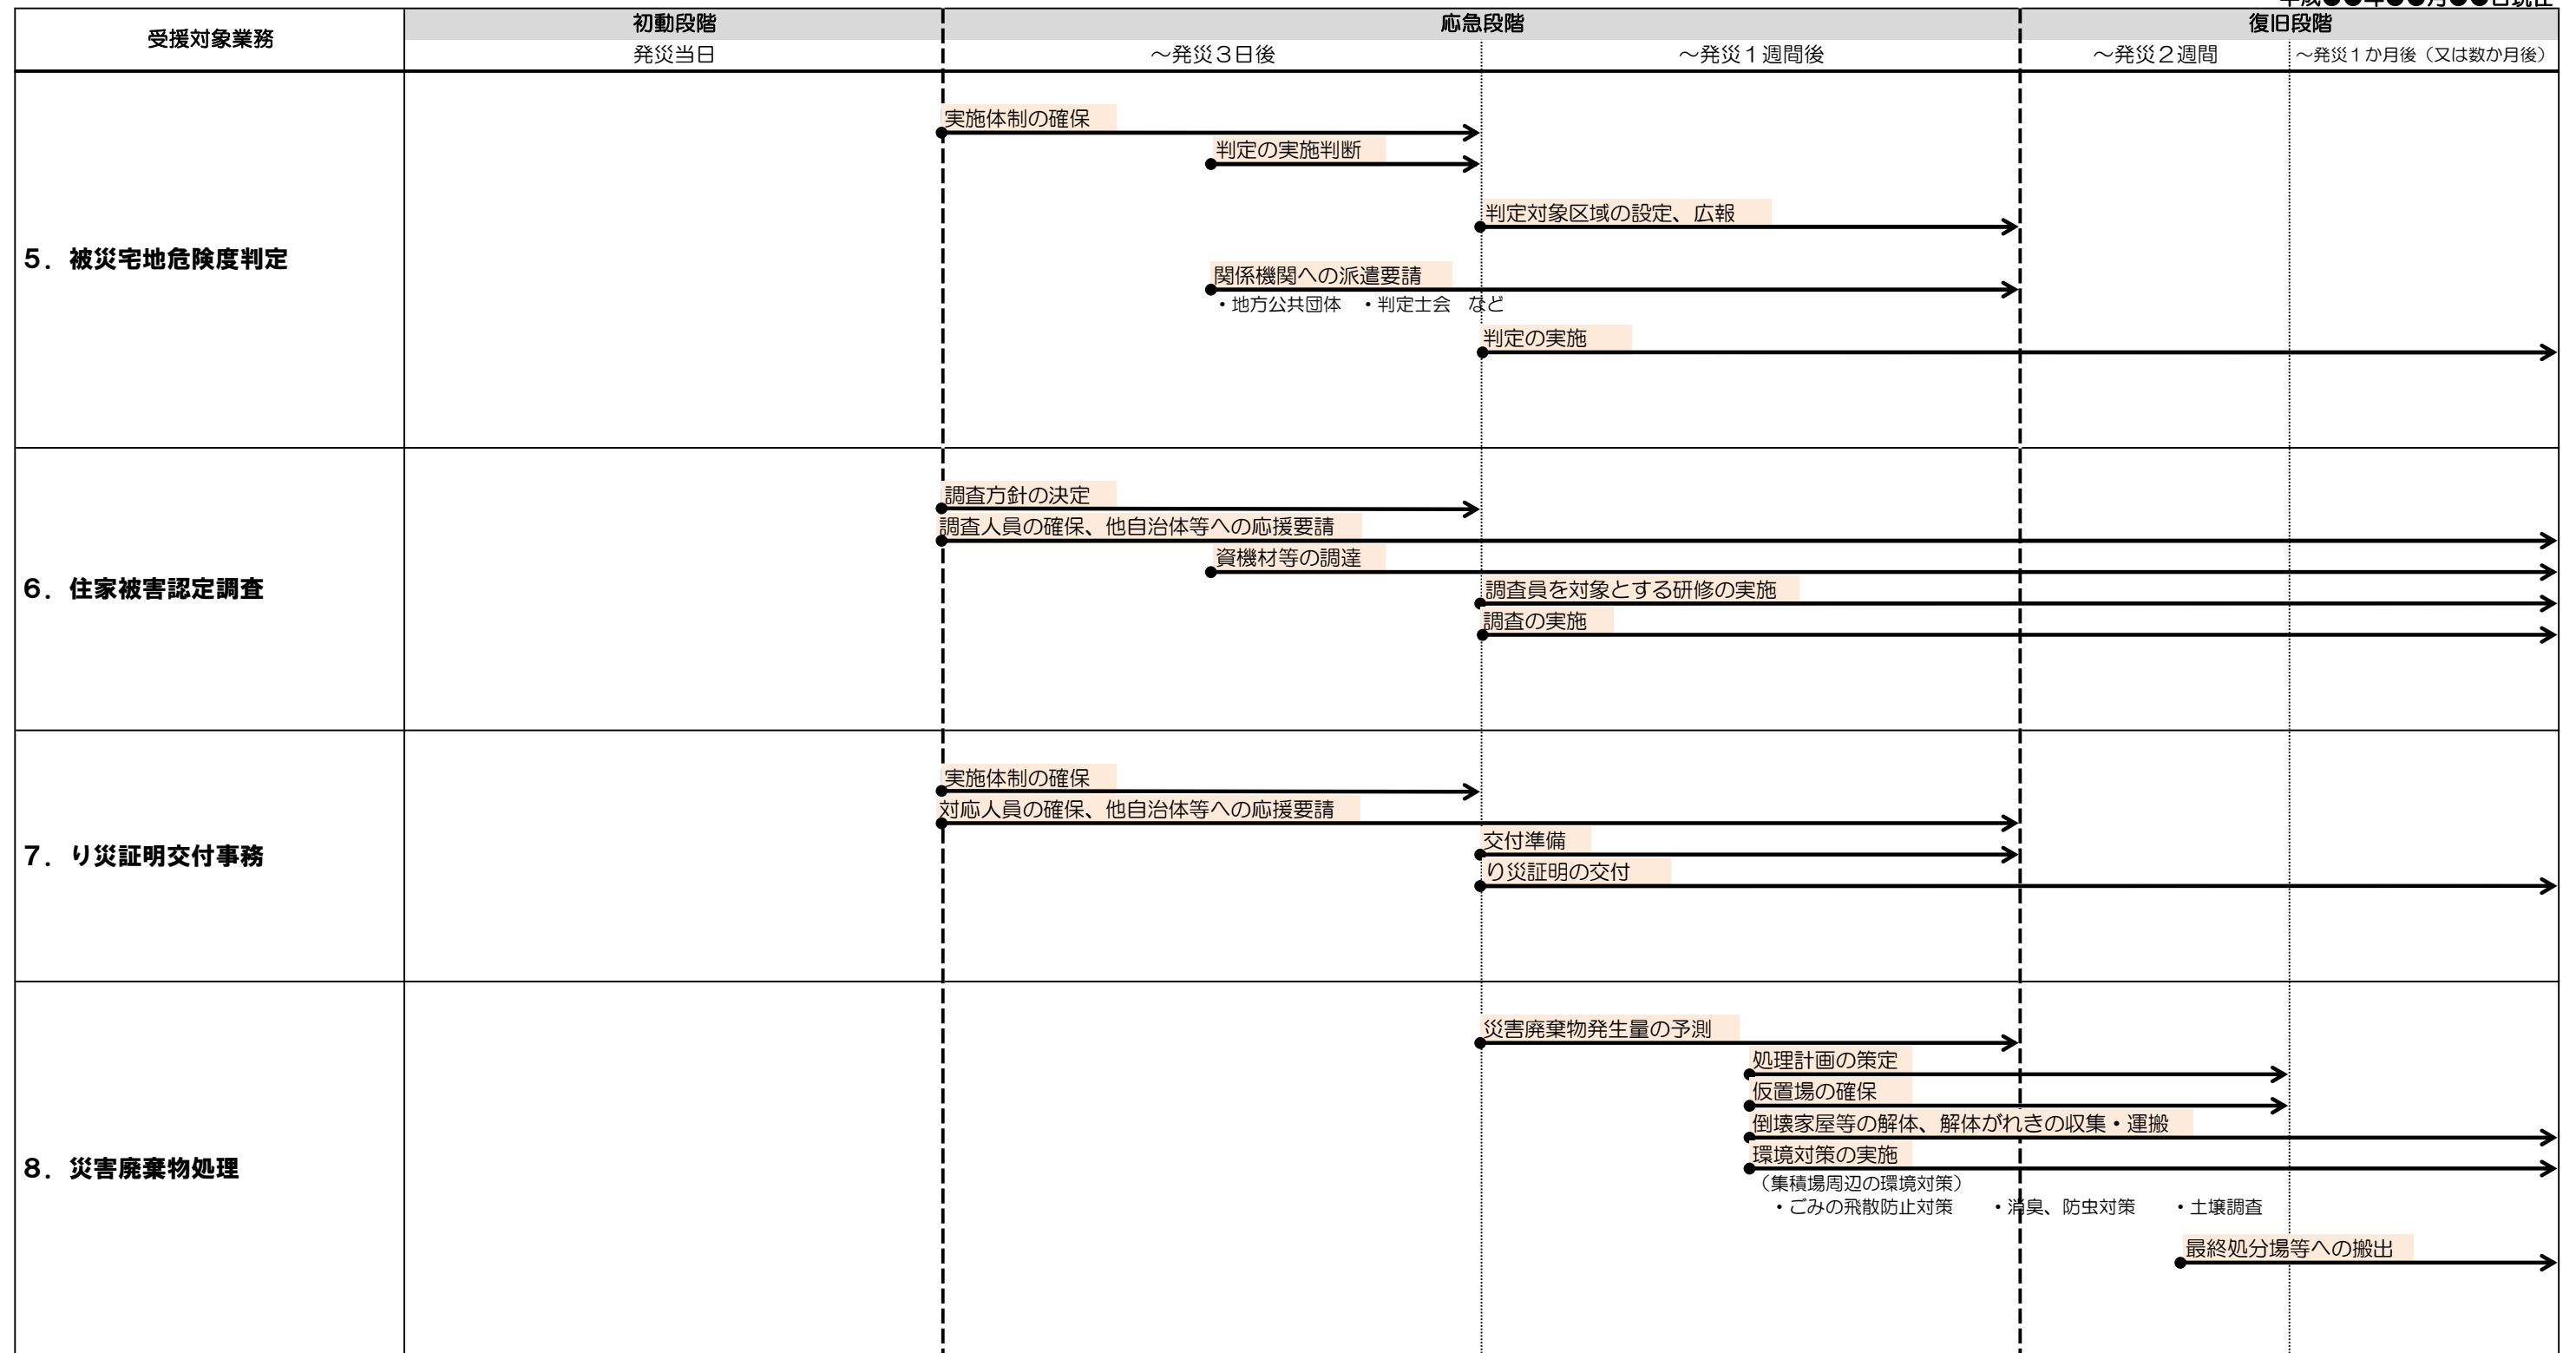 初動段階 応急段階 復旧段階
受援対象業務
発災当日 ～発災３日後 ～発災１週間後 ～発災２週間 ～発災１か月後（又は数か月後）
５．被災宅地危険度判定
実施体制の確保
判定の実施判断
判定対象区域の設定、広報
関係機関への派遣要請
・地方公共団体　・判定士会　など
判定の実施
６．住家被害認定調査
調査方針の決定
調査人員の確保、他自治体等への応援要請
資機材等の調達
調査員を対象とする研修の実施
調査の実施
７．り災証明交付事務
実施体制の確保
対応人員の確保、他自治体等への応援要請
交付準備
り災証明の交付
８．災害廃棄物処理
災害廃棄物発生量の予測
処理計画の策定
仮置場の確保
倒壊家屋等の解体、解体がれきの収集・運搬
環境対策の実施
（集積場周辺の環境対策）
・ごみの飛散防止対策　　・消臭、防虫対策　　・土壌調査
最終処分場等への搬出